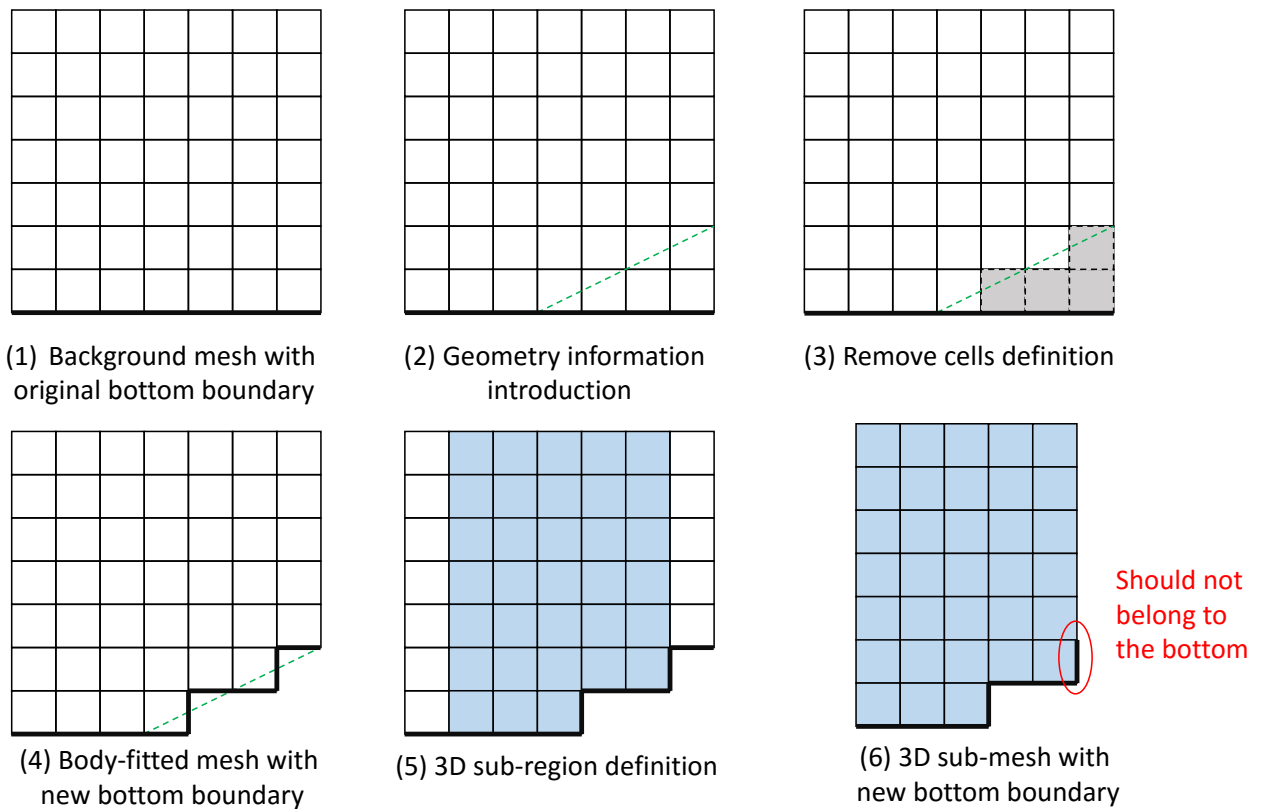 (1) Background mesh with
original bottom boundary
(2) Geometry information
introduction
(3) Remove cells definition
(4) Body-fitted mesh with
new bottom boundary
(5) 3D sub-region definition
(6) 3D sub-mesh with
new bottom boundary
Should not
belong to
the bottom